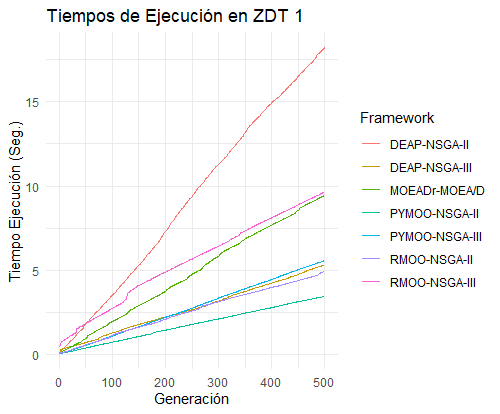 Tiempos de Ejecución en ZDT 1
Tiempo Ejecución (Seg.)
15
10
5
0
0 100 200 300 400 500
Generación
Framework
DEAP-NSGA-II
DEAP-NSGA-III
MOEADr-MOEA/D
PYMOO-NSGA-II
PYMOO-NSGA-III
RMOO-NSGA-II
RMOO-NSGA-III